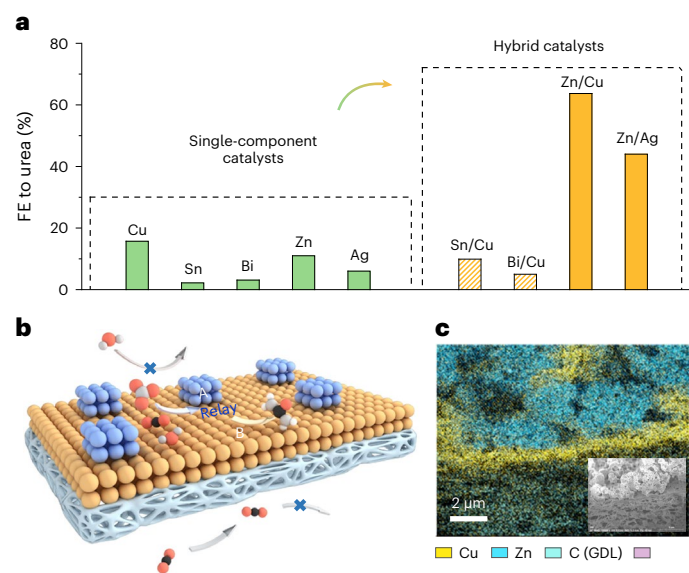 a
80
60
40
20
0
FE to urea (%)
Single-component
catalysts
Hybrid catalysts
Cu
Sn
Bi
Zn
Ag
Sn/Cu
Bi/Cu
Zn/Cu
Zn/Ag
b
A
Relay
B
c
2 μm
Cu
Zn
C (GDL)